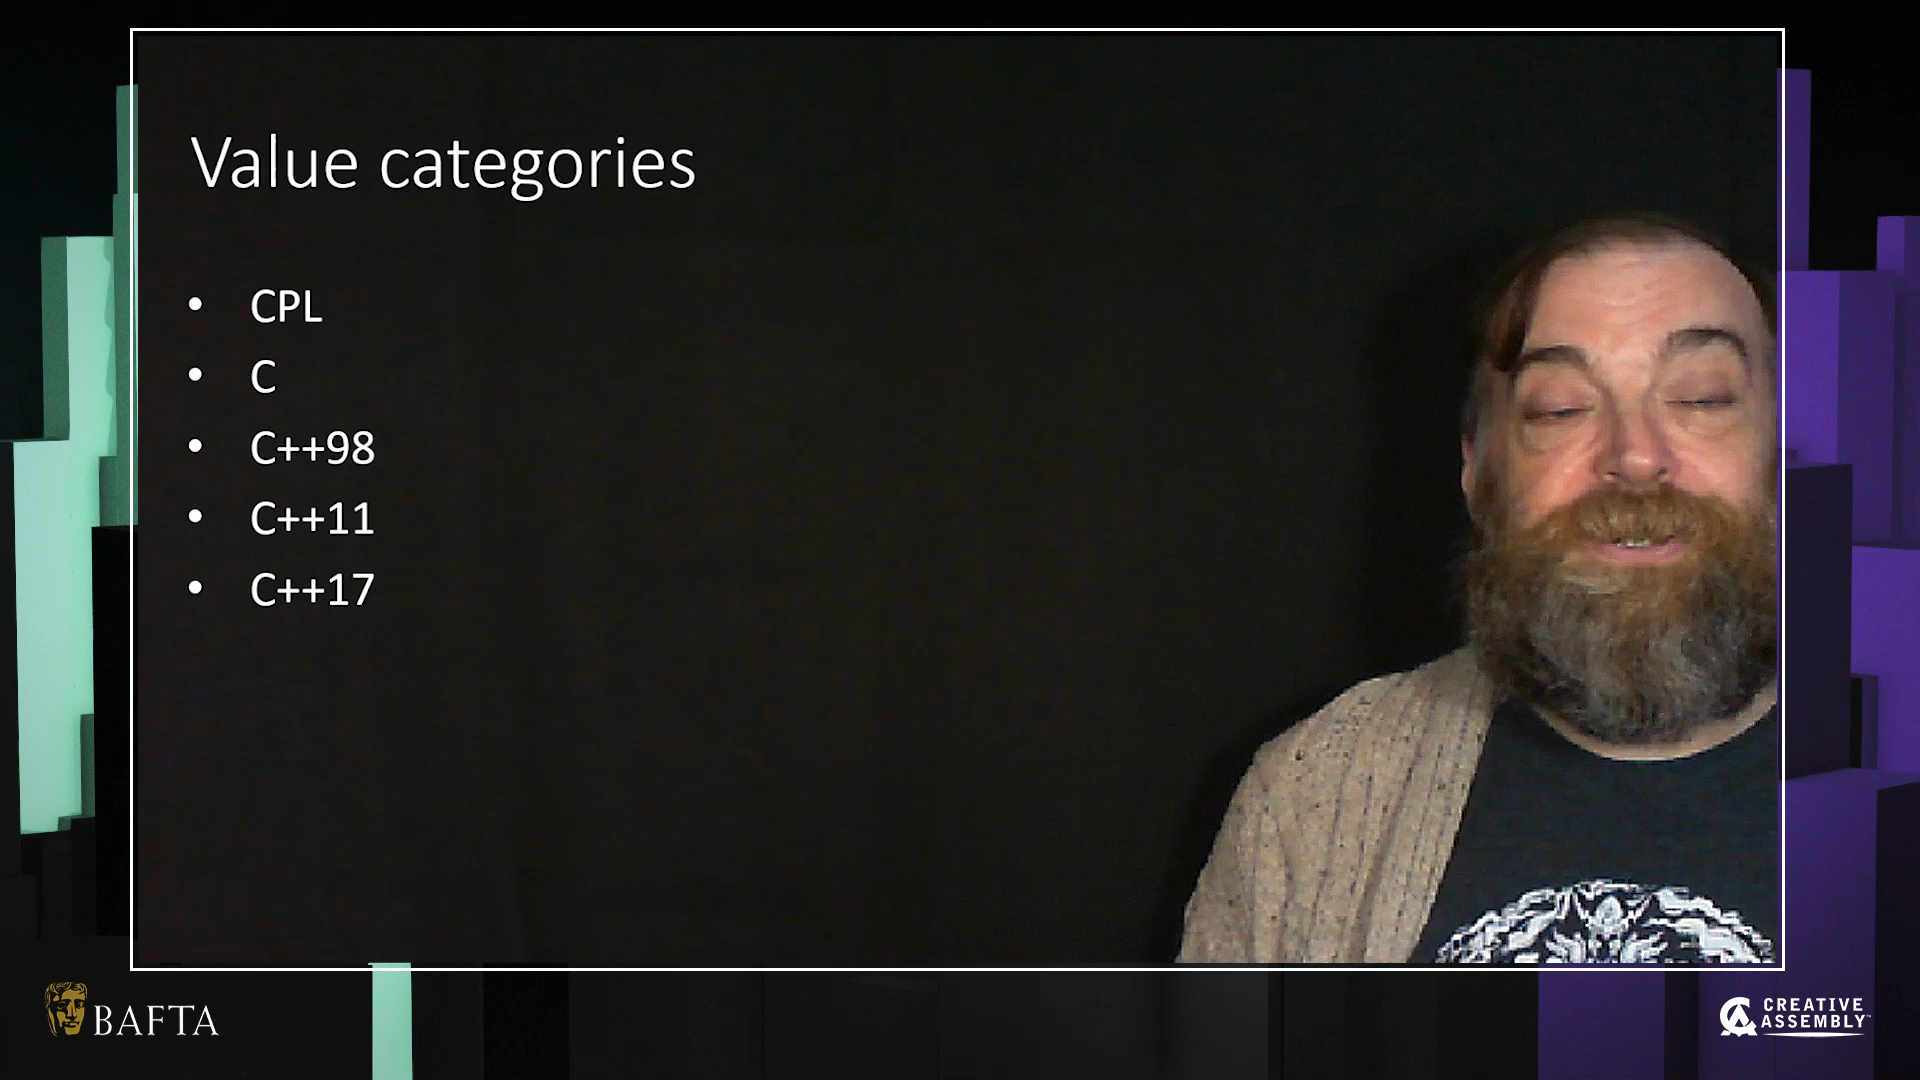 Value categories
• CPL
• C
• C++98
• C++11
• C++17
BAFTA
CREATIVE
ASSEMBLY